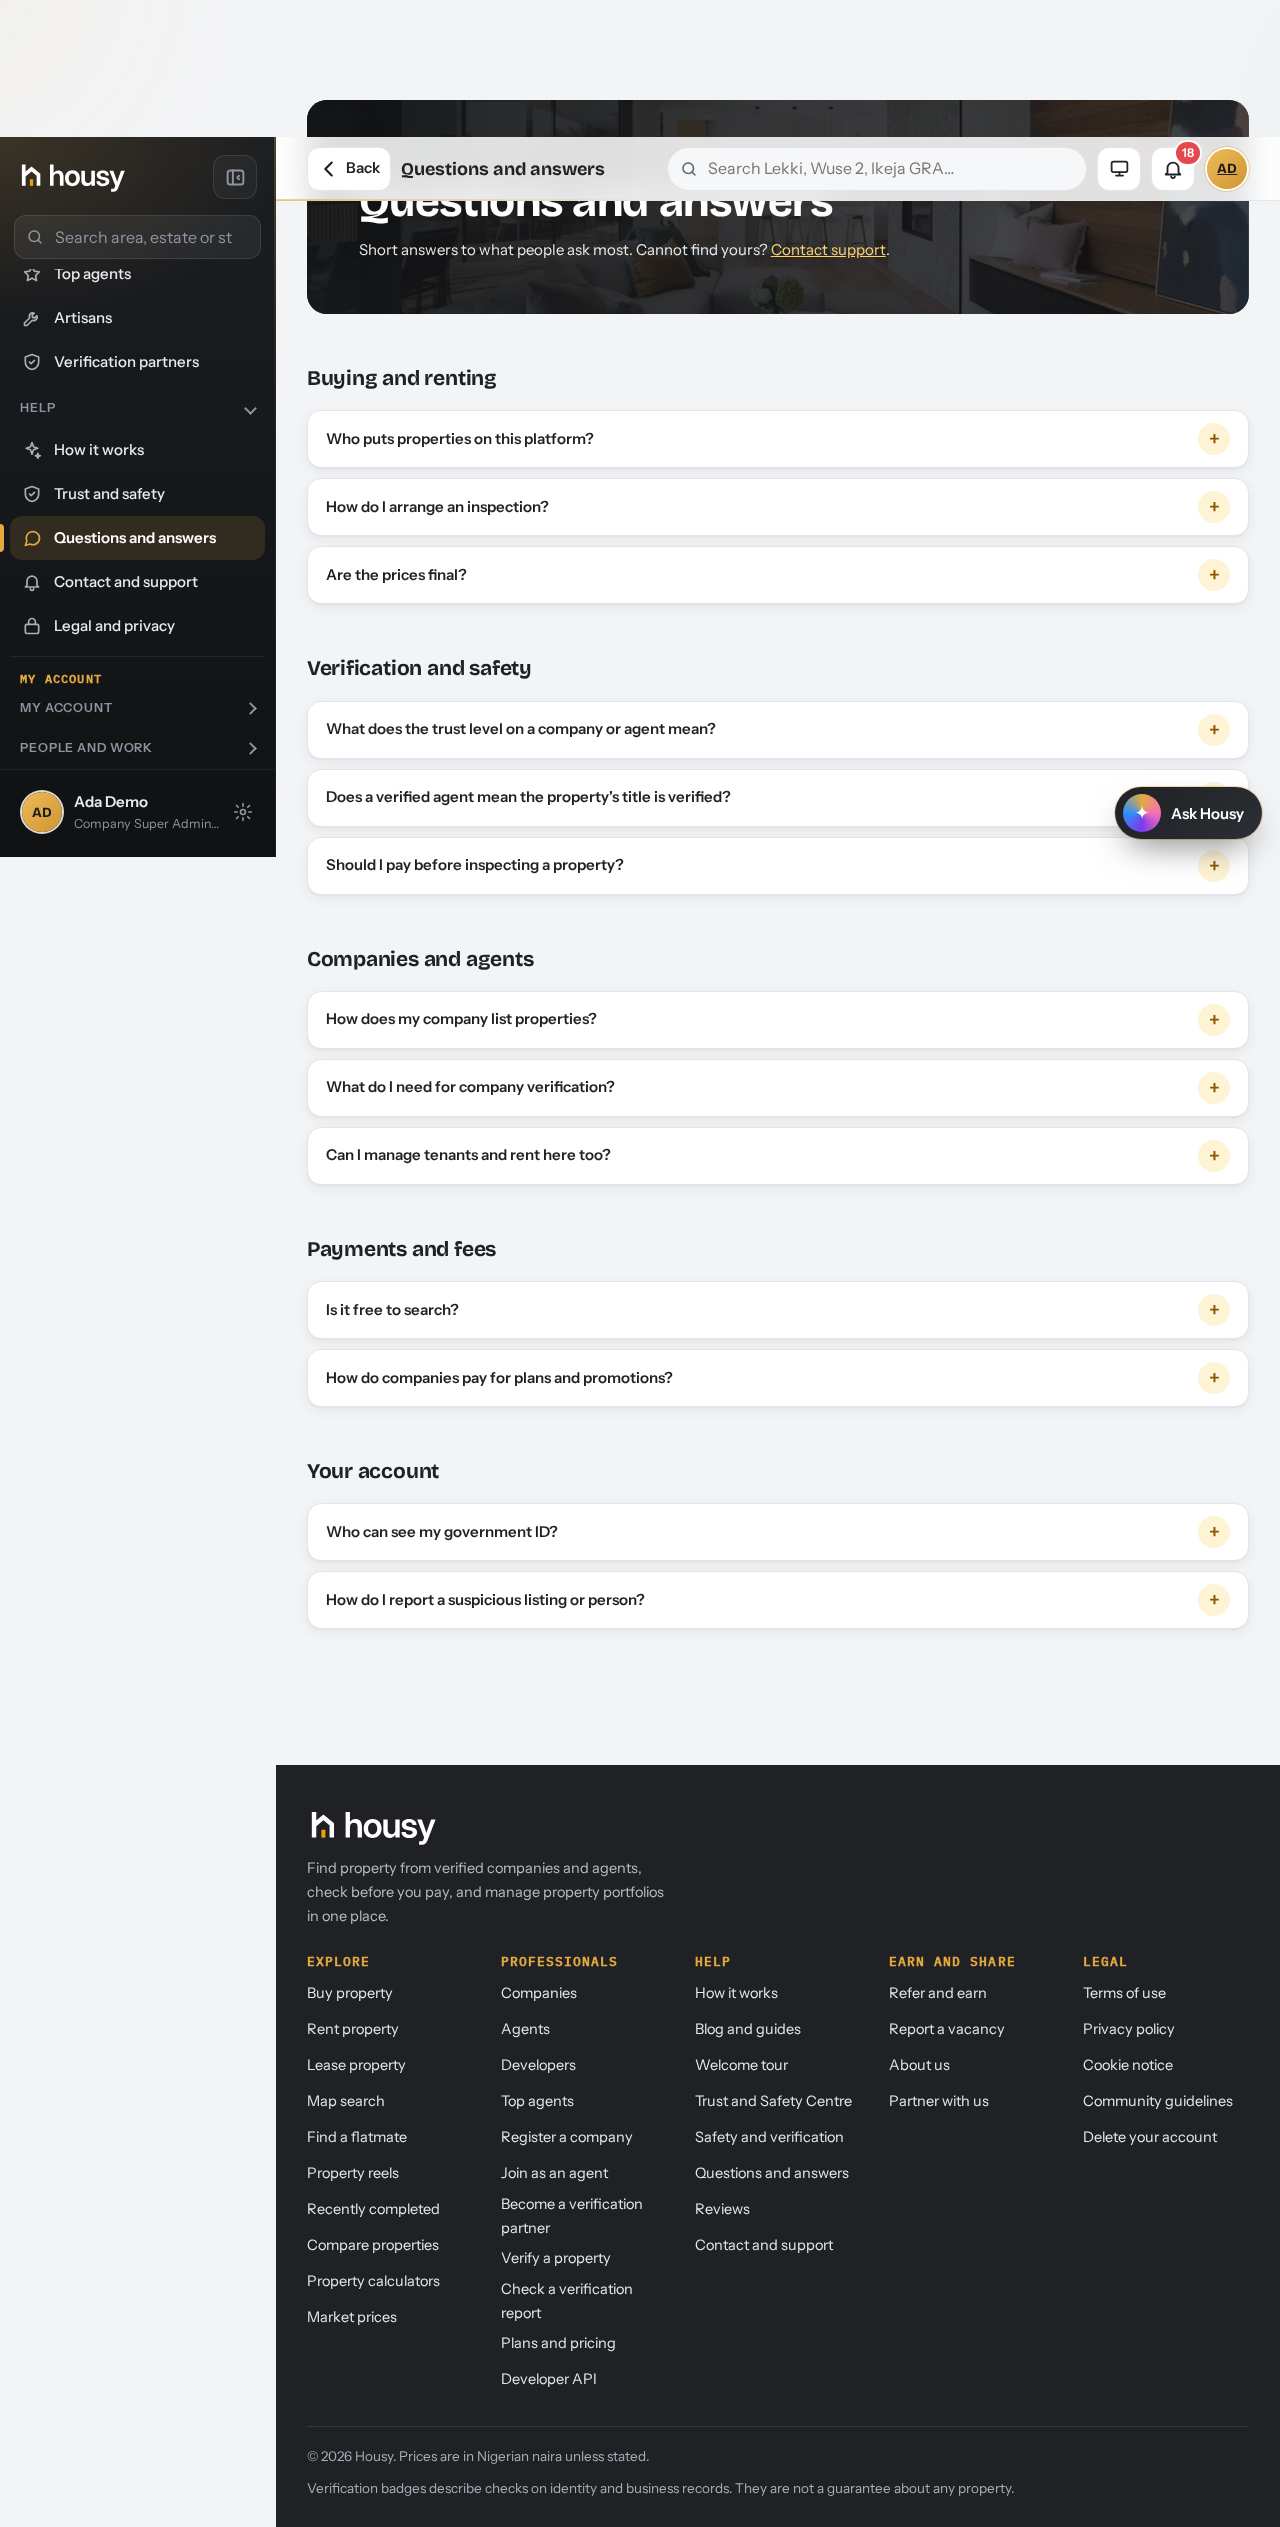 housy
Search area, estate or st
Top agents
Artisans
Verification partners
HELP
How it works
Trust and safety
Questions and answers
Contact and support
Legal and privacy
MY ACCOUNT
MY ACCOUNT
PEOPLE AND WORK
AD
Ada Demo
Company Super Admin...
Back
Questions and answers
Search Lekki, Wuse 2, Ikeja GRA...
18
AD
Questions and answers
Short answers to what people ask most. Cannot find yours? Contact support.
Buying and renting
Who puts properties on this platform?
+
How do I arrange an inspection?
+
Are the prices final?
+
Verification and safety
What does the trust level on a company or agent mean?
+
Does a verified agent mean the property's title is verified?
Ask Housy
Should I pay before inspecting a property?
+
Companies and agents
How does my company list properties?
+
What do I need for company verification?
+
Can I manage tenants and rent here too?
+
Payments and fees
Is it free to search?
+
How do companies pay for plans and promotions?
+
Your account
Who can see my government ID?
+
How do I report a suspicious listing or person?
+
housy
Find property from verified companies and agents,
check before you pay, and manage property portfolios
in one place.
EXPLORE
Buy property
Rent property
Lease property
Map search
Find a flatmate
Property reels
Recently completed
Compare properties
Property calculators
Market prices
PROFESSIONALS
Companies
Agents
Developers
Top agents
Register a company
Join as an agent
Become a verification
partner
Verify a property
Check a verification
report
Plans and pricing
Developer API
HELP
How it works
Blog and guides
Welcome tour
Trust and Safety Centre
Safety and verification
Questions and answers
Reviews
Contact and support
EARN AND SHARE
Refer and earn
Report a vacancy
About us
Partner with us
LEGAL
Terms of use
Privacy policy
Cookie notice
Community guidelines
Delete your account
© 2026 Housy. Prices are in Nigerian naira unless stated.
Verification badges describe checks on identity and business records. They are not a guarantee about any property.